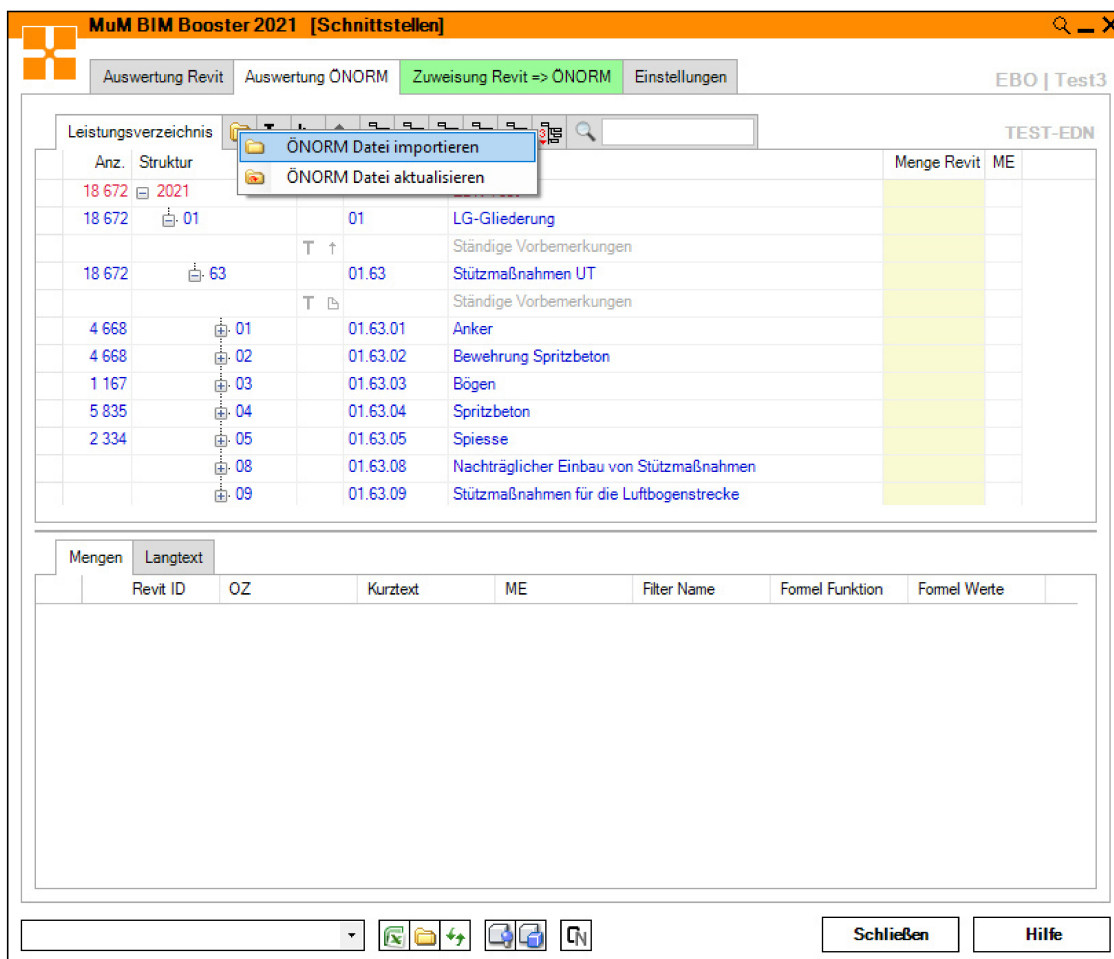 MuM BIM Booster 2021 [Schnittstellen]
Auswertung Revit Auswertung ÖNORM Zuweisung Revit => ÖNORM Einstellungen
EBO | Test3
Leistungsverzeichnis
TEST-EDN
ÖNORM Datei importieren
ÖNORM Datei aktualisieren
Anz. Struktur Menge Revit ME
18 672 2021
18 672 01 01 LG-Gliederung
Ständige Vorbemerkungen
18 672 63 01.63 Stützmaßnahmen UT
Ständige Vorbemerkungen
4 668 01 01.63.01 Anker
4 668 02 01.63.02 Bewehrung Spritzbeton
1 167 03 01.63.03 Bögen
5 835 04 01.63.04 Spritzbeton
2 334 05 01.63.05 Spiesse
08 01.63.08 Nachträglicher Einbau von Stützmaßnahmen
09 01.63.09 Stützmaßnahmen für die Luftbogenstrecke
Mengen Langtext
Revit ID OZ Kurztext ME Filter Name Formel Funktion Formel Werte
Schließen Hilfe